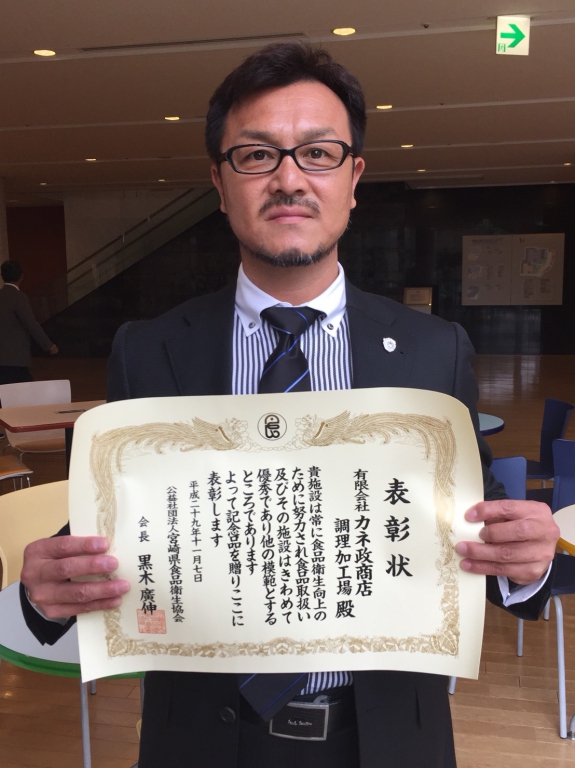 表彰状
有限会社 カネ政商店
調理加工場 殿
貴施設は常に食品衛生向上の
ために努力され食品取扱い
及びその施設はきわめて
優秀であり他の模範とする
ところであります
よって記念品を贈りここに
表彰します
平成二十九年十一月七日
公益社団法人宮崎県食品衛生協会
会長 黒木 廣伸